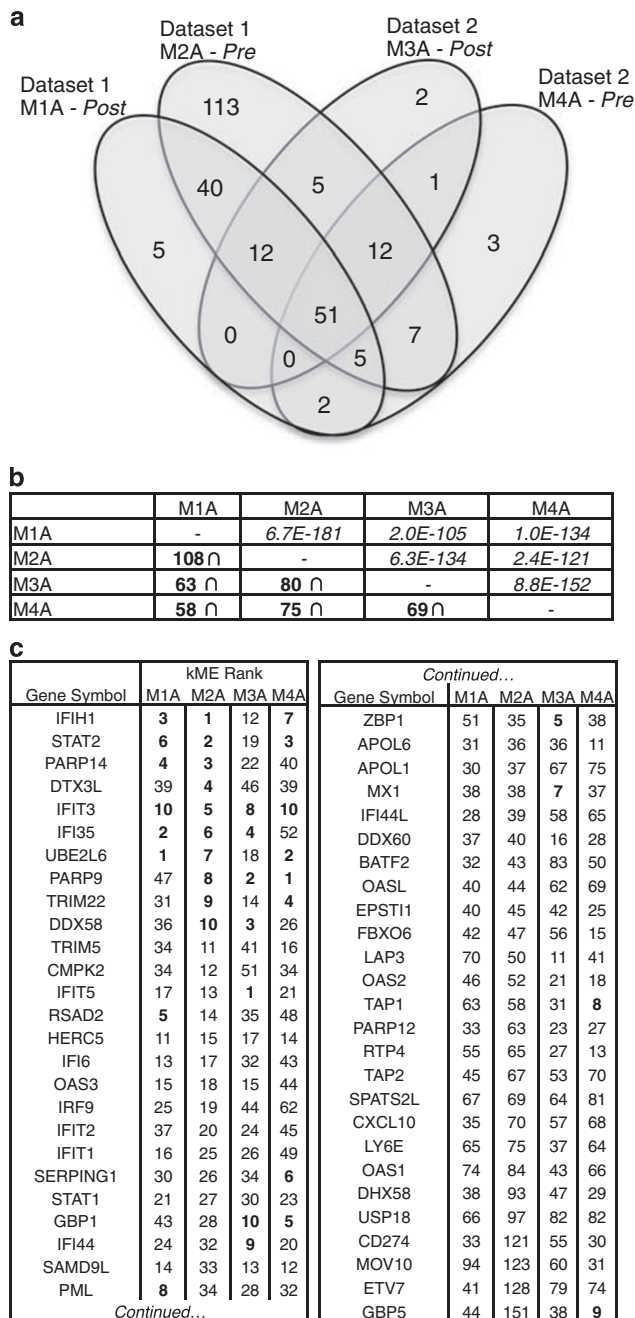 a
Dataset 1
M1A - Post
Dataset 1
M2A - Pre
Dataset 2
M3A - Post
Dataset 2
M4A - Pre
113
2
40
5
1
5
12
12
3
51
0
7
0
5
2
b
M1A M2A M3A M4A
M1A - 6.7E-181 2.0E-105 1.0E-134
M2A 108 ∩ - 6.3E-134 2.4E-121
M3A 63 ∩ 80 ∩ - 8.8E-152
M4A 58 ∩ 75 ∩ 69 ∩ -
c
kME Rank
Gene Symbol M1A M2A M3A M4A
IFIH1 3 1 12 7
STAT2 6 2 19 3
PARP14 4 3 22 40
DTX3L 39 4 46 39
IFIT3 10 5 8 10
IFI35 2 6 4 52
UBE2L6 1 7 18 2
PARP9 47 8 2 1
TRIM22 31 9 14 4
DDX58 36 10 3 26
TRIM5 34 11 41 16
CMPK2 34 12 51 34
IFIT5 17 13 1 21
RSAD2 5 14 35 48
HERC5 11 15 17 14
IFI6 13 17 32 43
OAS3 15 18 15 44
IRF9 25 19 44 62
IFIT2 37 20 24 45
IFIT1 16 25 26 49
SERPING1 30 26 34 6
STAT1 21 27 30 23
GBP1 43 28 10 5
IFI44 24 32 9 20
SAMD9L 14 33 13 12
PML 8 34 28 32
Continued...
Continued...
Gene Symbol M1A M2A M3A M4A
ZBP1 51 35 5 38
APOL6 31 36 36 11
APOL1 30 37 67 75
MX1 38 38 7 37
IFI44L 28 39 58 65
DDX60 37 40 16 28
BATF2 32 43 83 50
OASL 40 44 62 69
EPSTI1 40 45 42 25
FBXO6 42 47 56 15
LAP3 70 50 11 41
OAS2 46 52 21 18
TAP1 63 58 31 8
PARP12 33 63 23 27
RTP4 55 65 27 13
TAP2 45 67 53 70
SPATS2L 67 69 64 81
CXCL10 35 70 57 68
LY6E 65 75 37 64
OAS1 74 84 43 66
DHX58 38 93 47 29
USP18 66 97 82 82
CD274 33 121 55 30
MOV10 94 123 60 31
ETV7 41 128 79 74
GBP5 44 151 38 9